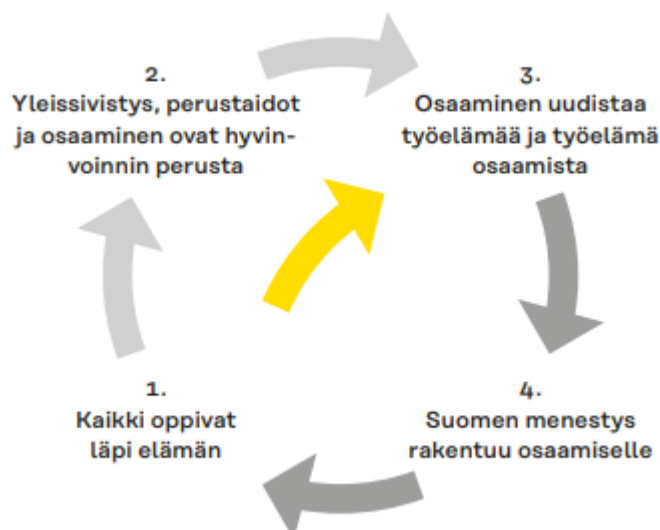 2.
Yleissivistys, perustaidot
ja osaaminen ovat hyvin-
voinnin perusta
3.
Osaaminen uudistaa
työelämää ja työelämä
osaamista
1.
Kaikki oppivat
läpi elämän
4.
Suomen menestys
rakentuu osaamiselle